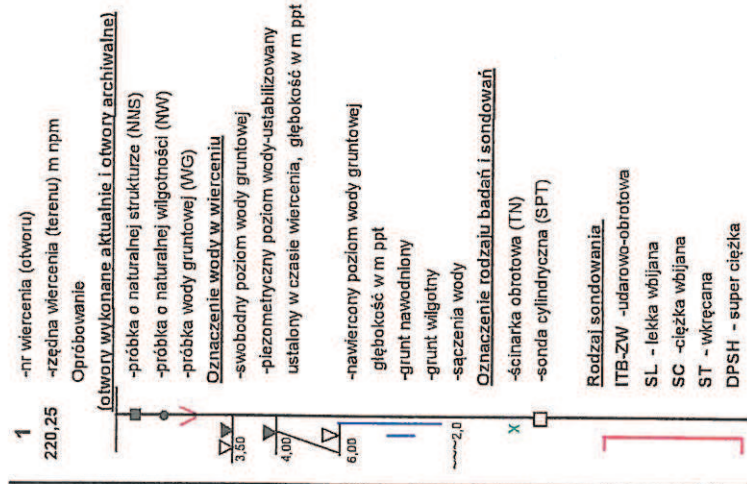 1 -nr wiercenia (otworu)
220,25 -rzędna wiercenia (terenu) m npm
Opróbowanie
(otwory wykonane aktualnie i otwory archiwalne)
-próbka o naturalnej strukturze (NNS)
-próbka o naturalnej wilgotności (NW)
-próbka wody gruntowej (WG)
Oznaczenie wody w wierceniu
3,50 -swobodny poziom wody gruntowej
4,00 -piezometryczny poziom wody-ustabilizowany
ustalony w czasie wiercenia, głębokość w m ppt
6,00 -nawiercony poziom wody gruntowej
głębokość w m ppt
-grunt nawodniony
-grunt wilgotny
~~~2,0 -sączenia wody
Oznaczenie rodzaju badań i sondowań
x -ścinarka obrotowa (TN)
-sonda cylindryczna (SPT)
Rodzaj sondowania
ITB-ZW -udarowo-obrotowa
SL - lekka wbijana
SC -ciężka wbijana
ST - wkręcana
DPSH - super ciężka